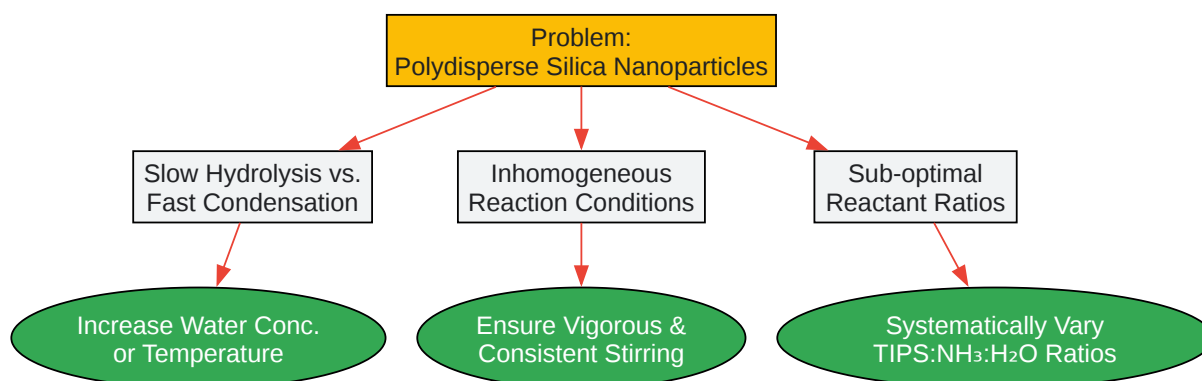 Problem:
Polydisperse Silica Nanoparticles
Slow Hydrolysis vs.
Fast Condensation
Inhomogeneous
Reaction Conditions
Sub-optimal
Reactant Ratios
Increase Water Conc.
or Temperature
Ensure Vigorous &
Consistent Stirring
Systematically Vary
TIPS:NH₃:H₂O Ratios